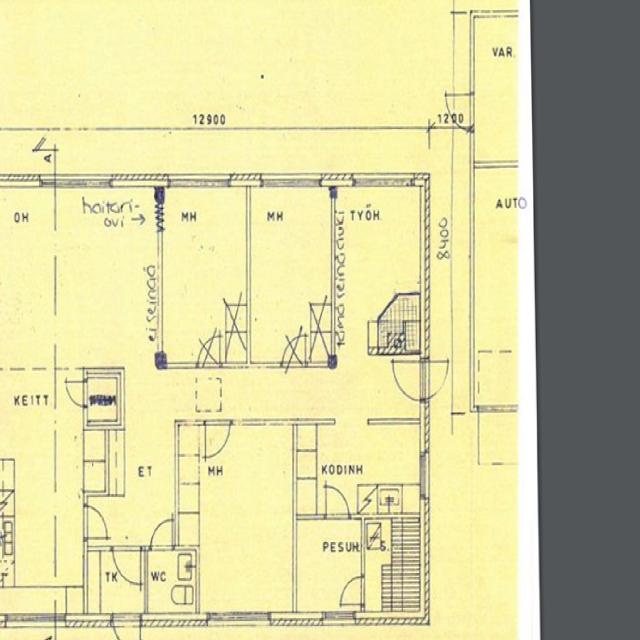 VAR.
12900
1200
A
OH
haitari-
ovi →
MH
MH
TYÖH.
AUTO
8400
ei seinää
tämä seinä auki
KEITT
ET
MH
KODINH
PESUH.
S.
TK
WC
A